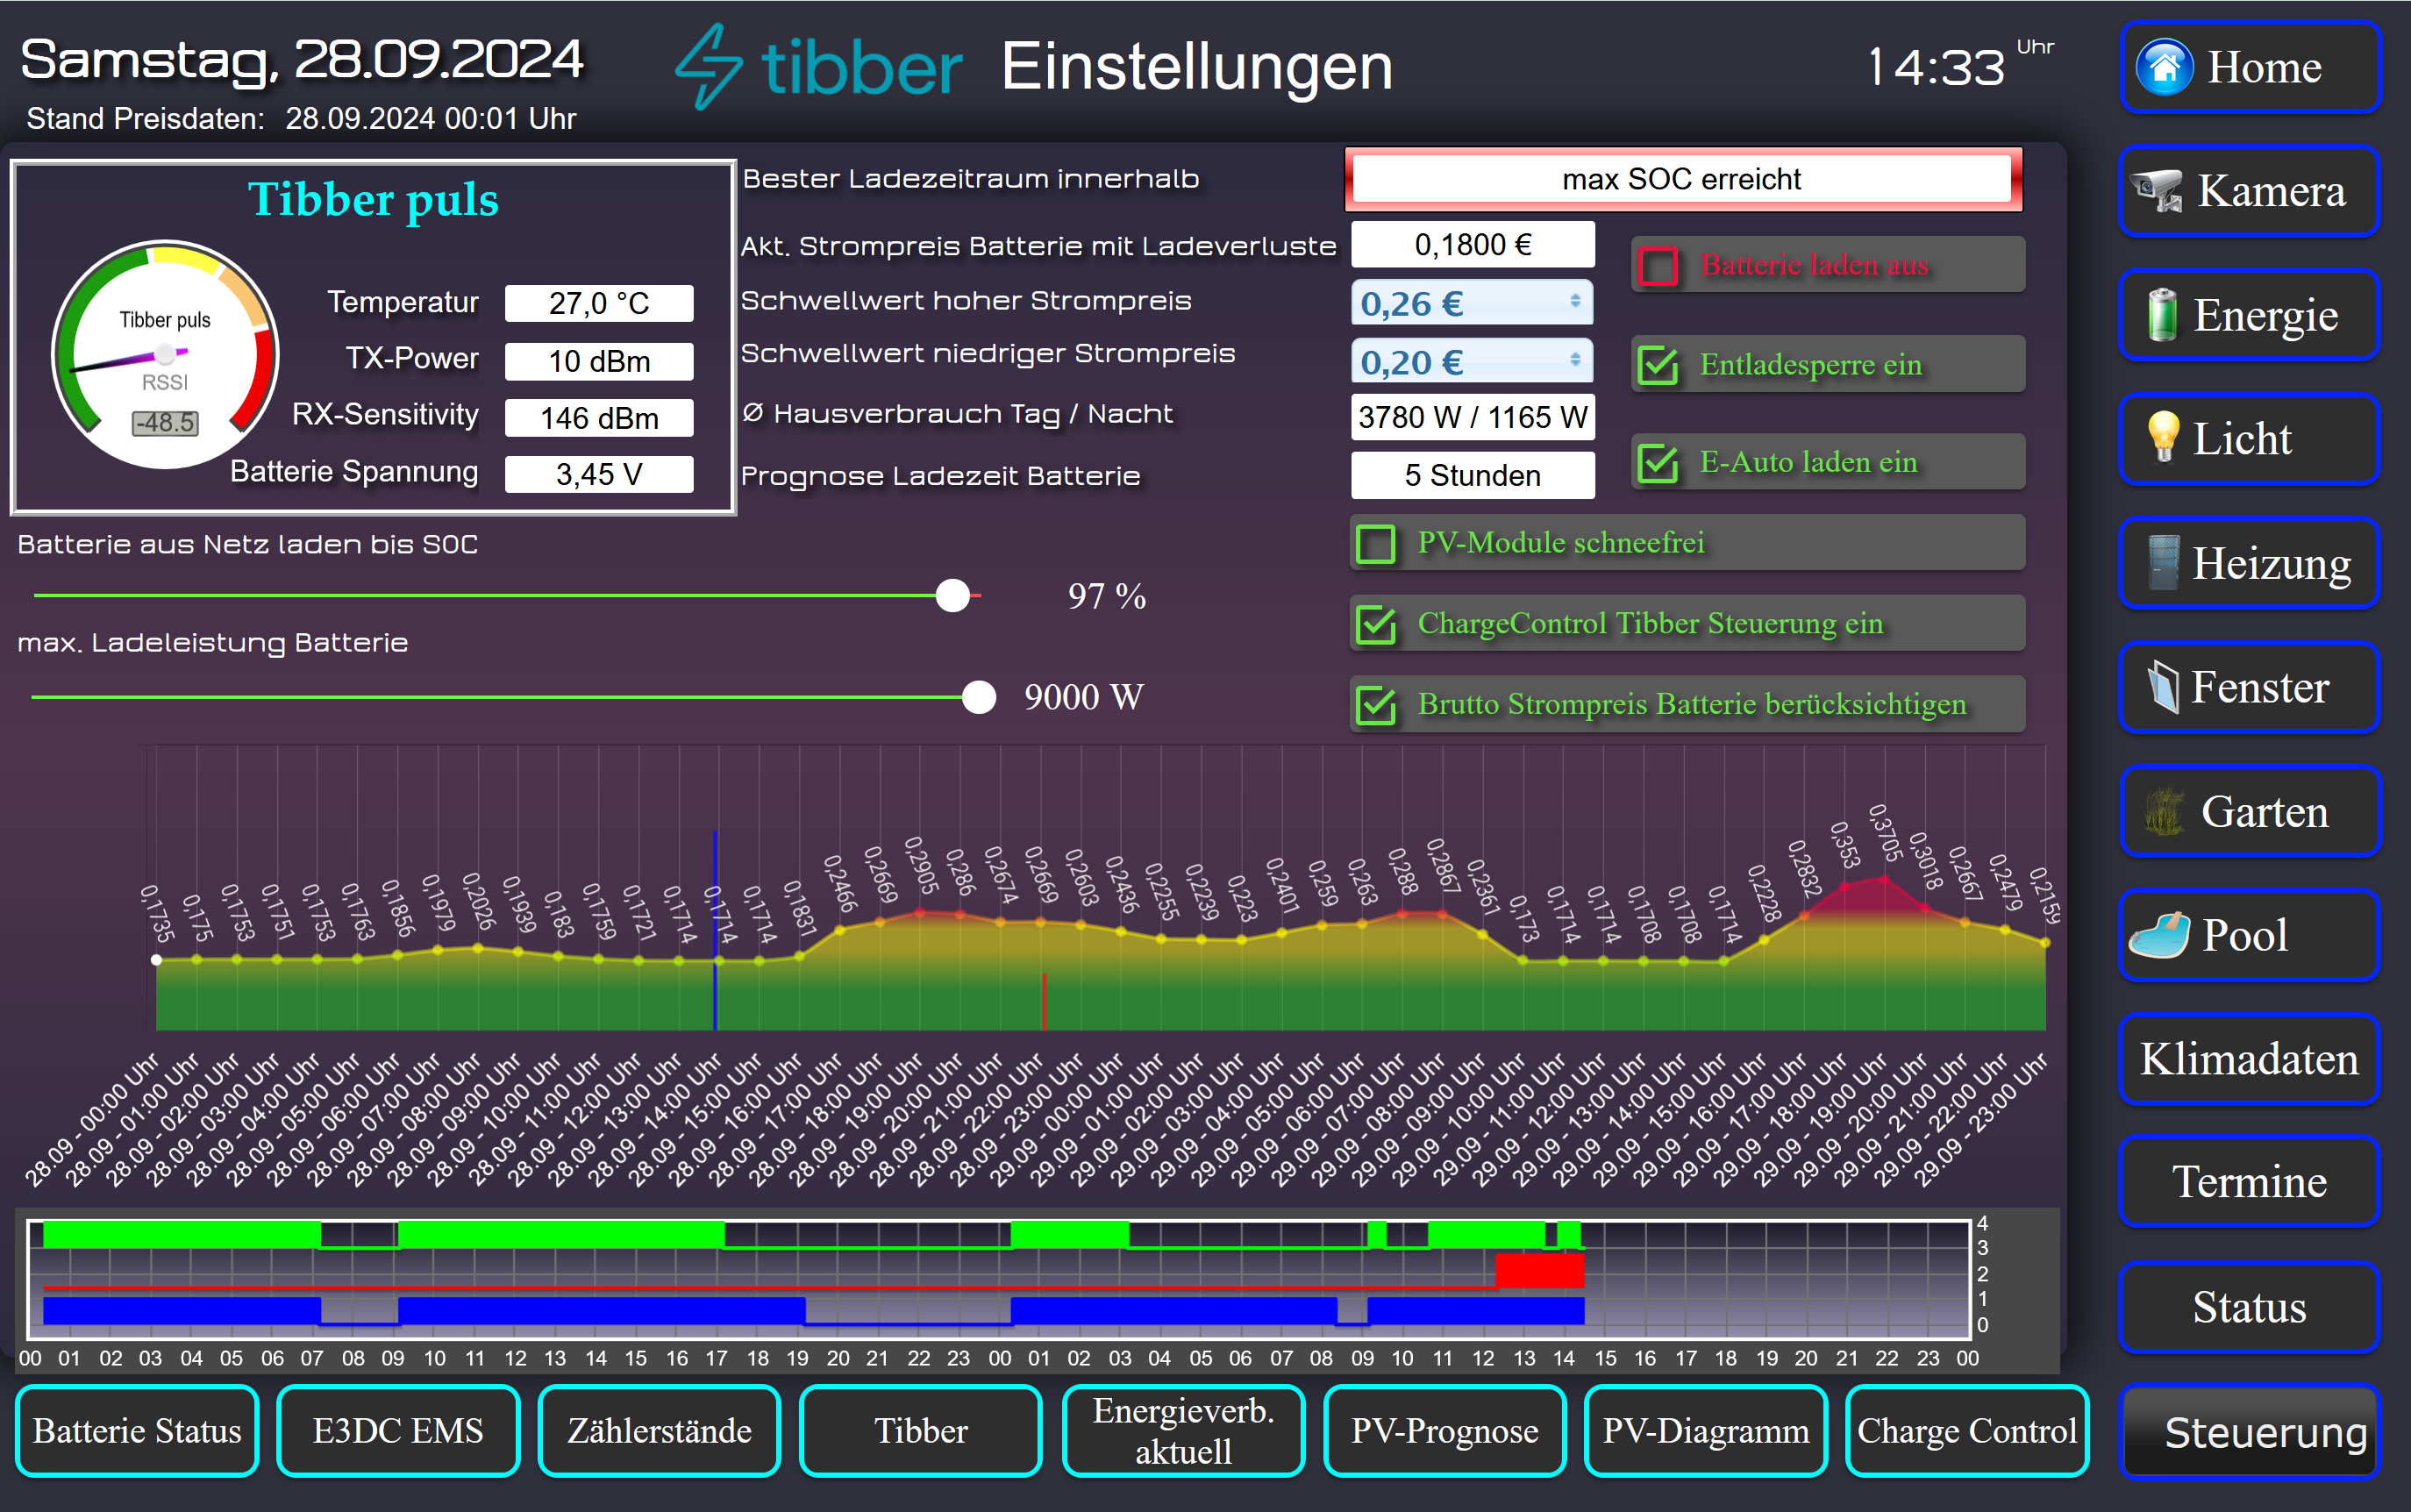 Samstag, 28.09.2024
tibber Einstellungen
14:33 Uhr
Stand Preisdaten: 28.09.2024 00:01 Uhr
Home
Kamera
Energie
Licht
Heizung
Fenster
Garten
Pool
Klimadaten
Termine
Status
Steuerung
Tibber puls
Tibber puls
RSSI
-48.5
Temperatur 27,0 °C
TX-Power 10 dBm
RX-Sensitivity 146 dBm
Batterie Spannung 3,45 V
Bester Ladezeitraum innerhalb max SOC erreicht
Akt. Strompreis Batterie mit Ladeverluste 0,1800 €
Schwellwert hoher Strompreis 0,26 €
Schwellwert niedriger Strompreis 0,20 €
Ø Hausverbrauch Tag / Nacht 3780 W / 1165 W
Prognose Ladezeit Batterie 5 Stunden
Batterie laden aus
Entladesperre ein
E-Auto laden ein
PV-Module schneefrei
ChargeControl Tibber Steuerung ein
Brutto Strompreis Batterie berücksichtigen
Batterie aus Netz laden bis SOC
97 %
max. Ladeleistung Batterie
9000 W
0,1735 0,175 0,1753 0,1751 0,1753 0,1763 0,1856 0,1979 0,2026 0,1939 0,183 0,1759 0,1721 0,1714 0,1714 0,1714 0,1831 0,2466 0,2669 0,2905 0,286 0,2674 0,2669 0,2603 0,2436 0,2255 0,2239 0,223 0,2401 0,259 0,263 0,288 0,2867 0,2361 0,173 0,1714 0,1714 0,1708 0,1708 0,1714 0,2228 0,2832 0,353 0,3705 0,3018 0,2667 0,2479 0,2159
28.09 - 00:00 Uhr
28.09 - 01:00 Uhr
28.09 - 02:00 Uhr
28.09 - 03:00 Uhr
28.09 - 04:00 Uhr
28.09 - 05:00 Uhr
28.09 - 06:00 Uhr
28.09 - 07:00 Uhr
28.09 - 08:00 Uhr
28.09 - 09:00 Uhr
28.09 - 10:00 Uhr
28.09 - 11:00 Uhr
28.09 - 12:00 Uhr
28.09 - 13:00 Uhr
28.09 - 14:00 Uhr
28.09 - 15:00 Uhr
28.09 - 16:00 Uhr
28.09 - 17:00 Uhr
28.09 - 18:00 Uhr
28.09 - 19:00 Uhr
28.09 - 20:00 Uhr
28.09 - 21:00 Uhr
28.09 - 22:00 Uhr
28.09 - 23:00 Uhr
29.09 - 00:00 Uhr
29.09 - 01:00 Uhr
29.09 - 02:00 Uhr
29.09 - 03:00 Uhr
29.09 - 04:00 Uhr
29.09 - 05:00 Uhr
29.09 - 06:00 Uhr
29.09 - 07:00 Uhr
29.09 - 08:00 Uhr
29.09 - 09:00 Uhr
29.09 - 10:00 Uhr
29.09 - 11:00 Uhr
29.09 - 12:00 Uhr
29.09 - 13:00 Uhr
29.09 - 14:00 Uhr
29.09 - 15:00 Uhr
29.09 - 16:00 Uhr
29.09 - 17:00 Uhr
29.09 - 18:00 Uhr
29.09 - 19:00 Uhr
29.09 - 20:00 Uhr
29.09 - 21:00 Uhr
29.09 - 22:00 Uhr
29.09 - 23:00 Uhr
4
3
2
1
0
00 01 02 03 04 05 06 07 08 09 10 11 12 13 14 15 16 17 18 19 20 21 22 23 00 01 02 03 04 05 06 07 08 09 10 11 12 13 14 15 16 17 18 19 20 21 22 23 00
Batterie Status
E3DC EMS
Zählerstände
Tibber
Energieverb.
aktuell
PV-Prognose
PV-Diagramm
Charge Control